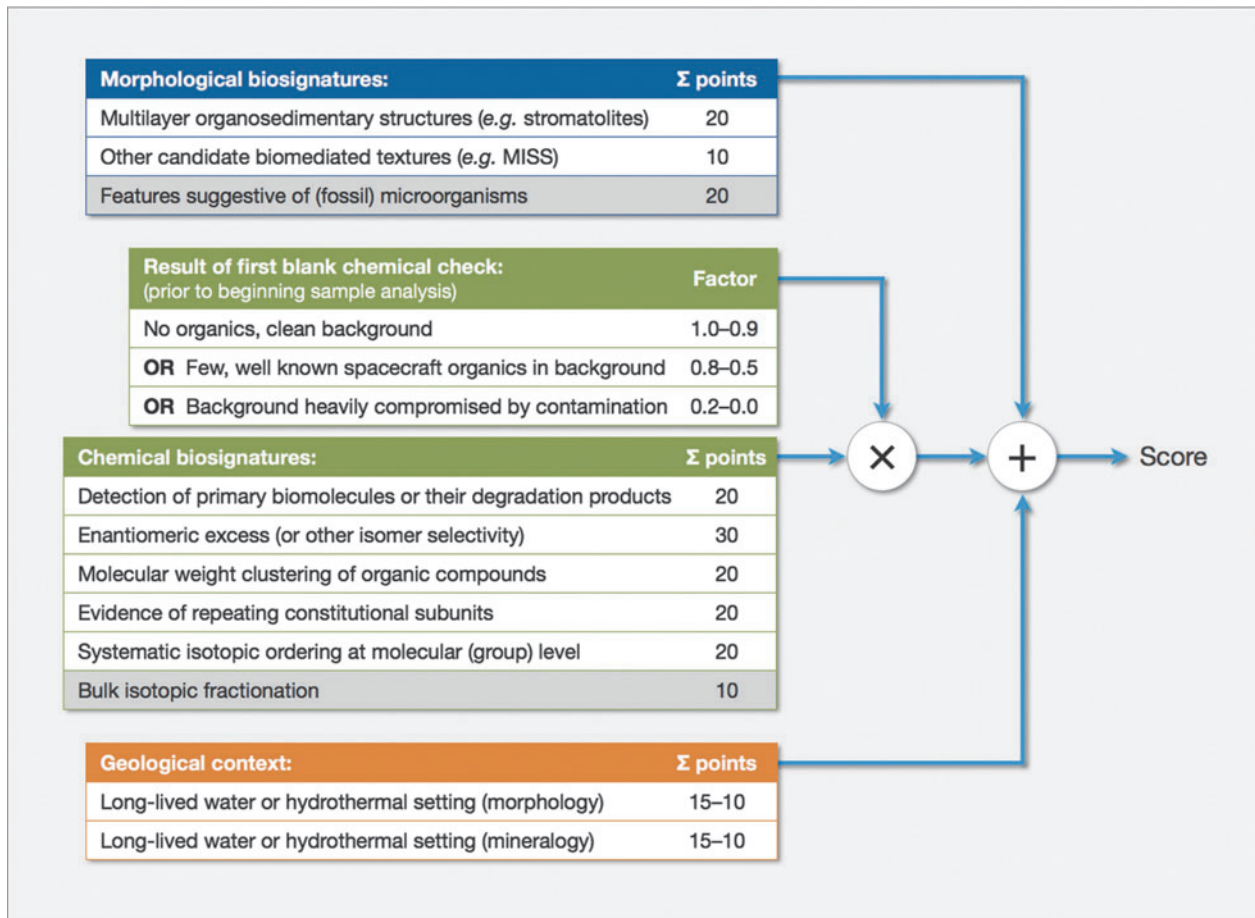 Morphological biosignatures: Σ points
Multilayer organosedimentary structures (e.g. stromatolites) 20
Other candidate biomediated textures (e.g. MISS) 10
Features suggestive of (fossil) microorganisms 20
Result of first blank chemical check: Factor
(prior to beginning sample analysis)
No organics, clean background 1.0–0.9
OR Few, well known spacecraft organics in background 0.8–0.5
OR Background heavily compromised by contamination 0.2–0.0
Chemical biosignatures: Σ points
Detection of primary biomolecules or their degradation products 20
Enantiomeric excess (or other isomer selectivity) 30
Molecular weight clustering of organic compounds 20
Evidence of repeating constitutional subunits 20
Systematic isotopic ordering at molecular (group) level 20
Bulk isotopic fractionation 10
× + Score
Geological context: Σ points
Long-lived water or hydrothermal setting (morphology) 15–10
Long-lived water or hydrothermal setting (mineralogy) 15–10